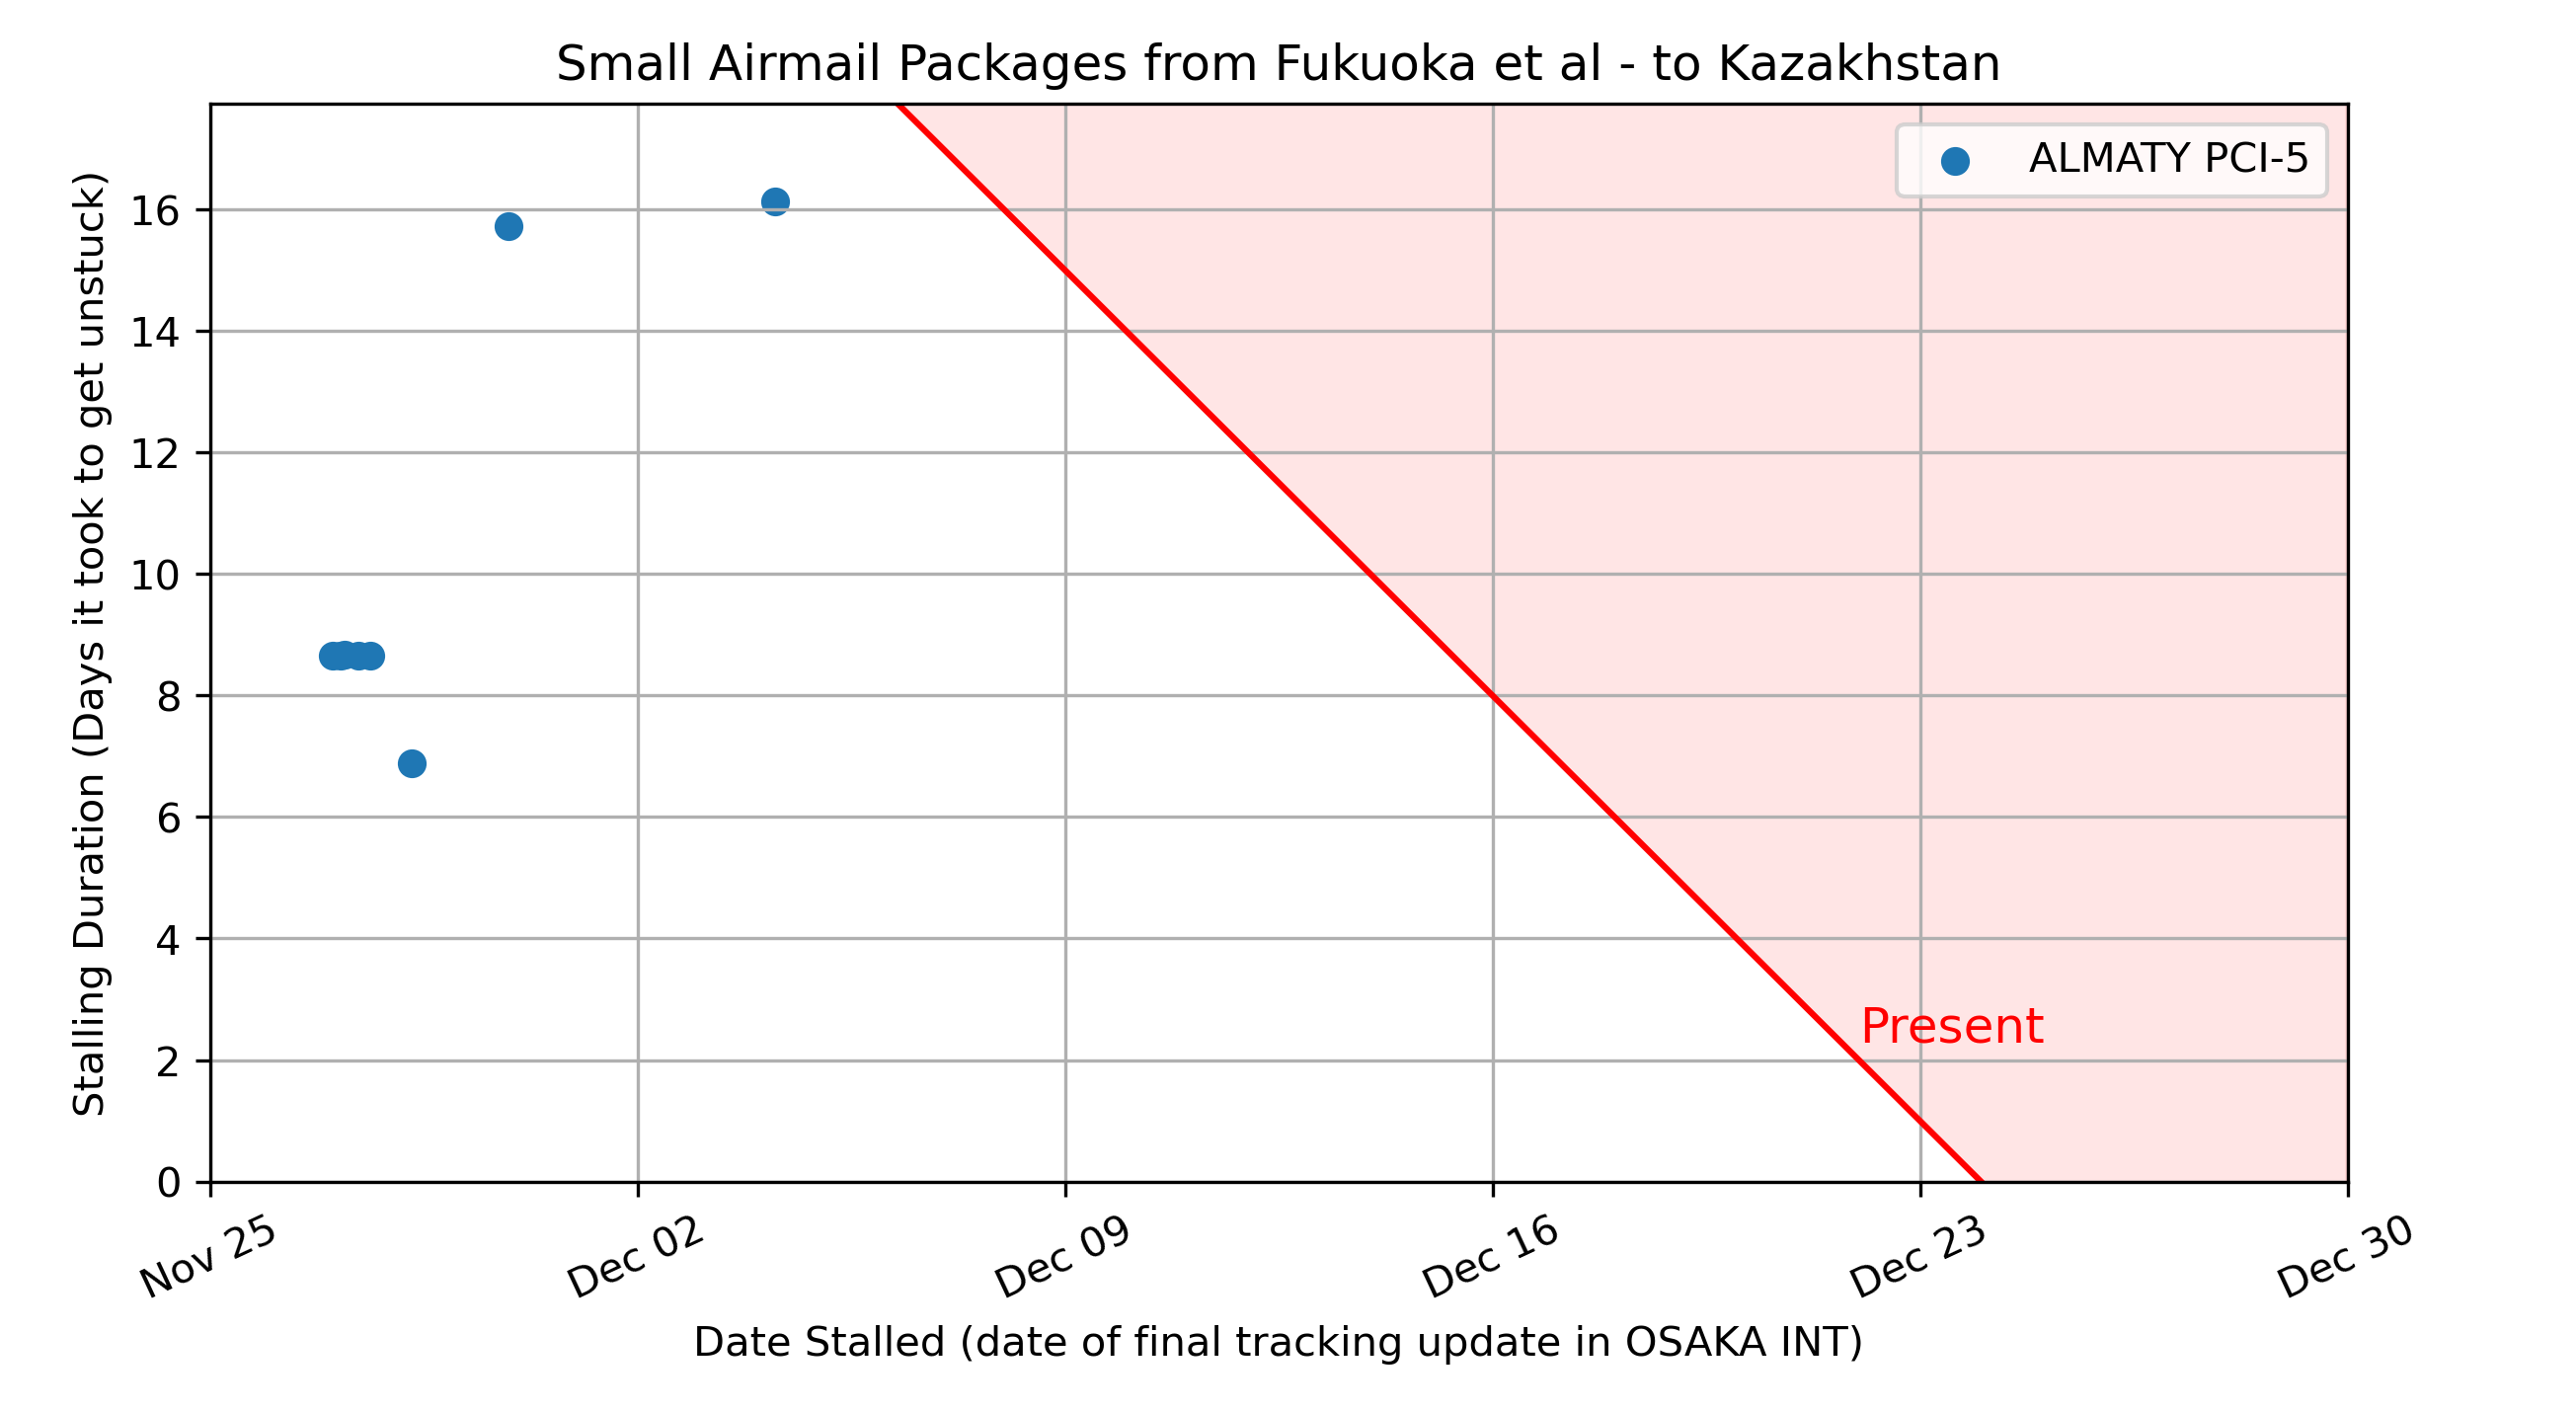 Small Airmail Packages from Fukuoka et al - to Kazakhstan
ALMATY PCI-5
Stalling Duration (Days it took to get unstuck)
16
14
12
10
8
6
4
2
0
Present
Nov 25
Dec 02
Dec 09
Dec 16
Dec 23
Dec 30
Date Stalled (date of final tracking update in OSAKA INT)